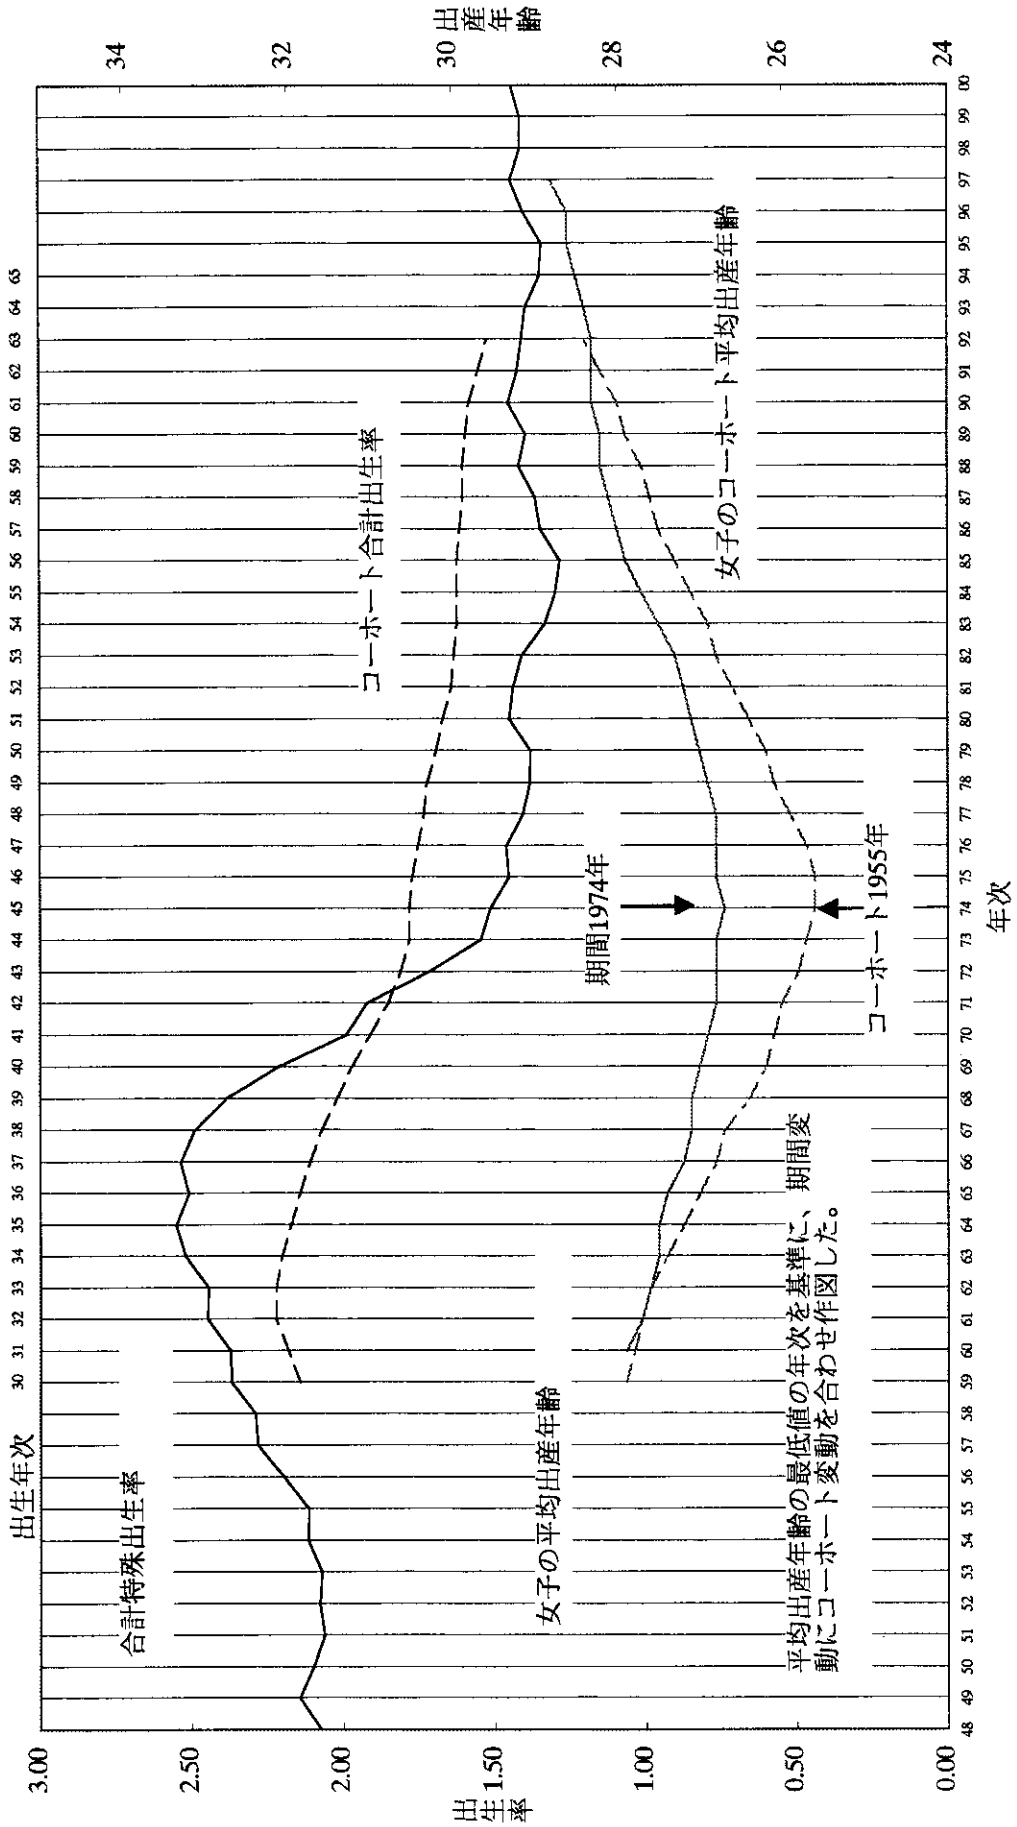 出生年次
30 31 32 33 34 35 36 37 38 39 40 41 42 43 44 45 46 47 48 49 50 51 52 53 54 55 56 57 58 59 60 61 62 63 64 65
出生率
3.00
2.50
2.00
1.50
1.00
0.50
0.00
合計特殊出生率
コーホート合計出生率
女子の平均出産年齢
期間1974年
女子のコーホート平均出産年齢
コーホート1955年
平均出産年齢の最低値の年次を基準に、期間変
動にコーホート変動を合わせ作図した。
出産年齢
34
32
30
28
26
24
48 49 50 51 52 53 54 55 56 57 58 59 60 61 62 63 64 65 66 67 68 69 70 71 72 73 74 75 76 77 78 79 80 81 82 83 84 85 86 87 88 89 90 91 92 93 94 95 96 97 98 99 00
年次